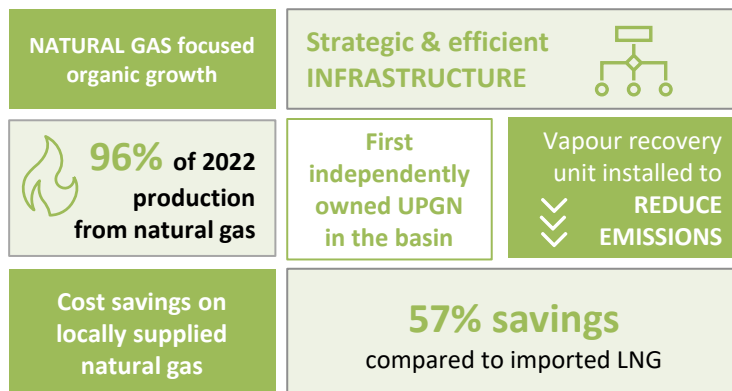 NATURAL GAS focused
organic growth
Strategic & efficient
INFRASTRUCTURE
96% of 2022
production
from natural gas
First
independently
owned UPGN
in the basin
Vapour recovery
unit installed to
REDUCE
EMISSIONS
Cost savings on
locally supplied
natural gas
57% savings
compared to imported LNG